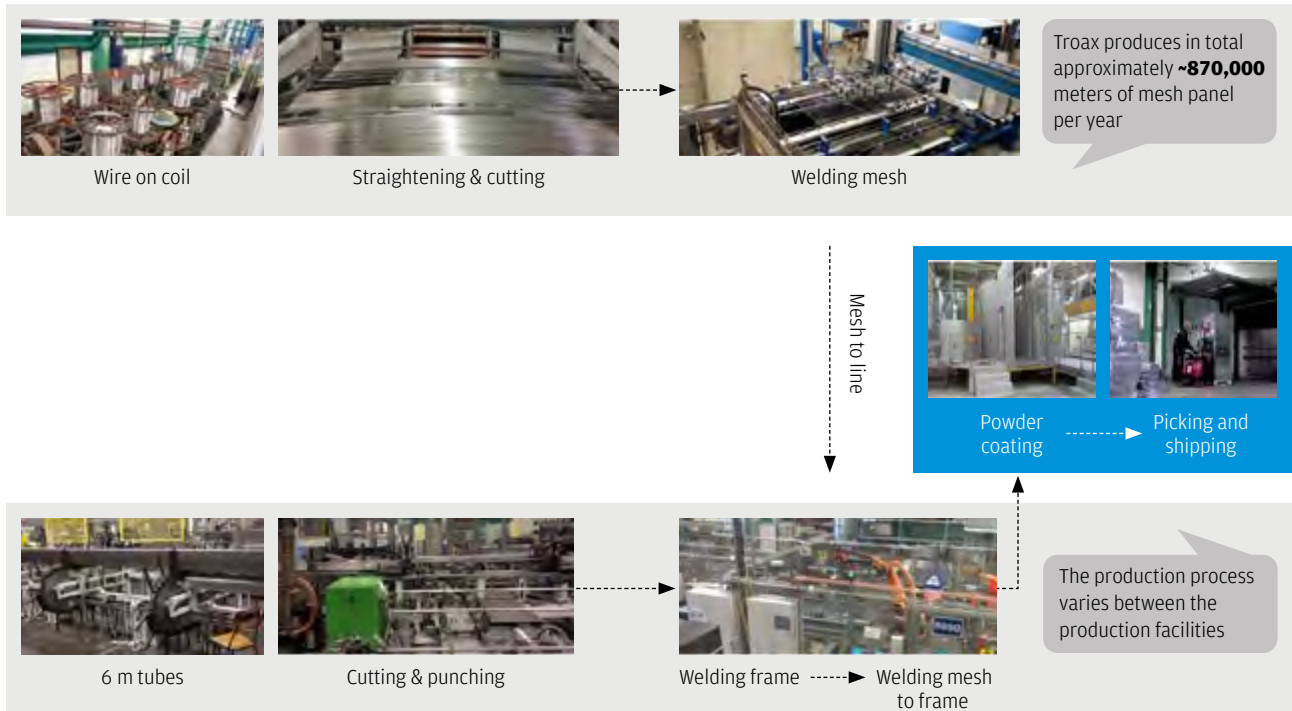 Troax produces in total
approximately ~870,000
meters of mesh panel
per year
Wire on coil
Straightening & cutting
Welding mesh
Mesh to line
Powder
coating
Picking and
shipping
The production process
varies between the
production facilities
6 m tubes
Cutting & punching
Welding frame
Welding mesh
to frame